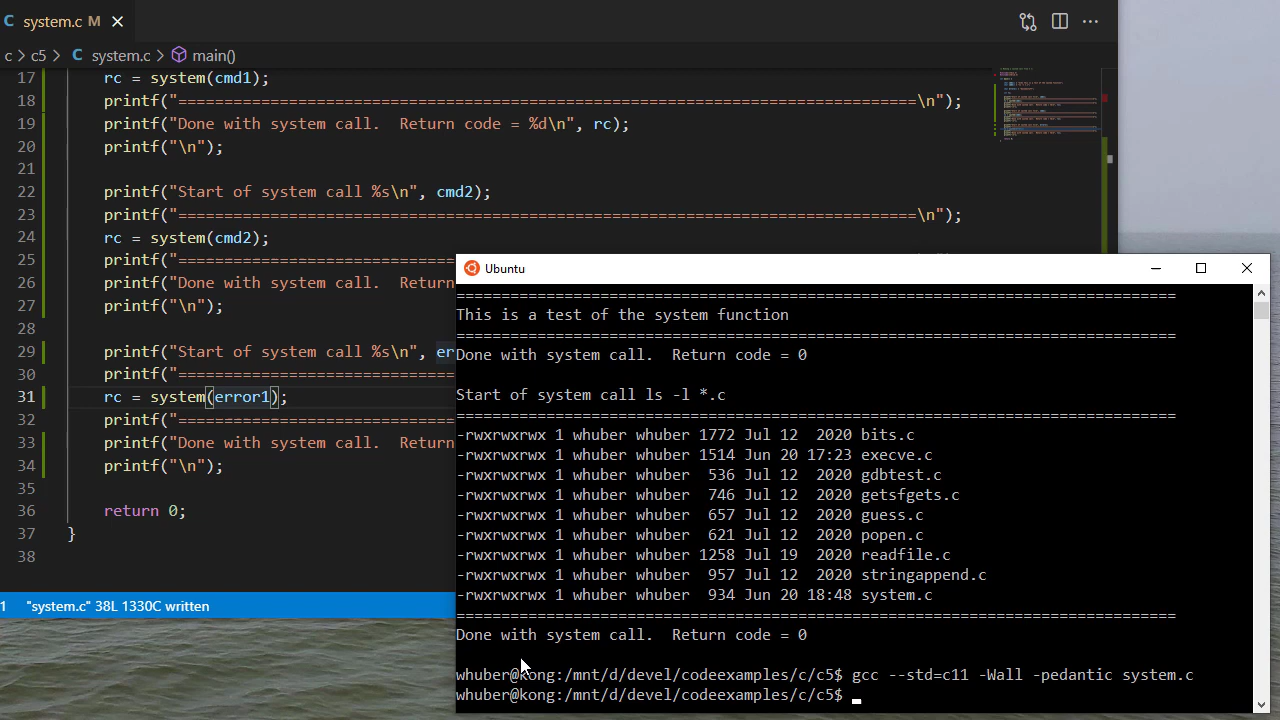 system.c M
c > c5 > C system.c > main()
17 rc = system(cmd1);
18 printf("================================================================================\n");
19 printf("Done with system call.  Return code = %d\n", rc);
20 printf("\n");
21
22 printf("Start of system call %s\n", cmd2);
23 printf("================================================================================\n");
24 rc = system(cmd2);
25 printf("======================================
26 printf("Done with system call.  Return
27 printf("\n");
28
29 printf("Start of system call %s\n", er
30 printf("======================================
31 rc = system(error1);
32 printf("======================================
33 printf("Done with system call.  Return
34 printf("\n");
35
36 return 0;
37 }
38
1 "system.c" 38L 1330C written
Ubuntu
================================================================================
This is a test of the system function
================================================================================
Done with system call.  Return code = 0
Start of system call ls -l *.c
================================================================================
-rwxrwxrwx 1 whuber whuber 1772 Jul 12  2020 bits.c
-rwxrwxrwx 1 whuber whuber 1514 Jun 20 17:23 execve.c
-rwxrwxrwx 1 whuber whuber  536 Jul 12  2020 gdbtest.c
-rwxrwxrwx 1 whuber whuber  746 Jul 12  2020 getsfgets.c
-rwxrwxrwx 1 whuber whuber  657 Jul 12  2020 guess.c
-rwxrwxrwx 1 whuber whuber  621 Jul 12  2020 popen.c
-rwxrwxrwx 1 whuber whuber 1258 Jul 19  2020 readfile.c
-rwxrwxrwx 1 whuber whuber  957 Jul 12  2020 stringappend.c
-rwxrwxrwx 1 whuber whuber  934 Jun 20 18:48 system.c
================================================================================
Done with system call.  Return code = 0
whuber@kong:/mnt/d/devel/codeexamples/c/c5$ gcc --std=c11 -Wall -pedantic system.c
whuber@kong:/mnt/d/devel/codeexamples/c/c5$